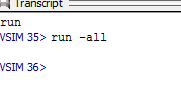 Transcript
run
VSIM 35> run -all
VSIM 36>